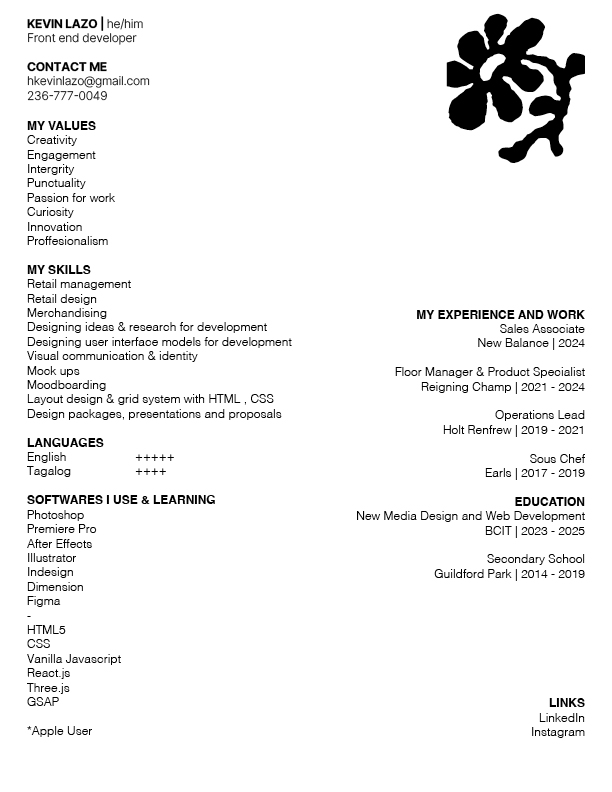 KEVIN LAZO | he/him
Front end developer
CONTACT ME
hkevinlazo@gmail.com
236-777-0049
MY VALUES
Creativity
Engagement
Intergrity
Punctuality
Passion for work
Curiosity
Innovation
Proffesionalism
MY SKILLS
Retail management
Retail design
Merchandising
Designing ideas & research for development
Designing user interface models for development
Visual communication & identity
Mock ups
Moodboarding
Layout design & grid system with HTML , CSS
Design packages, presentations and proposals
LANGUAGES
English +++++
Tagalog ++++
SOFTWARES I USE & LEARNING
Photoshop
Premiere Pro
After Effects
Illustrator
Indesign
Dimension
Figma
-
HTML5
CSS
Vanilla Javascript
React.js
Three.js
GSAP
*Apple User
MY EXPERIENCE AND WORK
Sales Associate
New Balance | 2024
Floor Manager & Product Specialist
Reigning Champ | 2021 - 2024
Operations Lead
Holt Renfrew | 2019 - 2021
Sous Chef
Earls | 2017 - 2019
EDUCATION
New Media Design and Web Development
BCIT | 2023 - 2025
Secondary School
Guildford Park | 2014 - 2019
LINKS
LinkedIn
Instagram